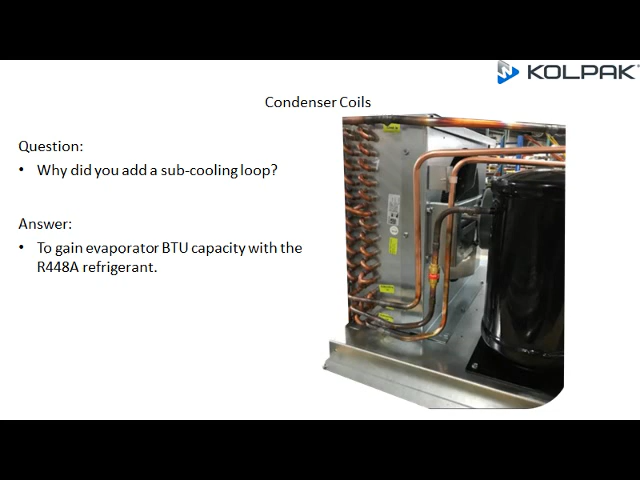 KOLPAK
Condenser Coils
Question:
• Why did you add a sub-cooling loop?
Answer:
• To gain evaporator BTU capacity with the
R448A refrigerant.